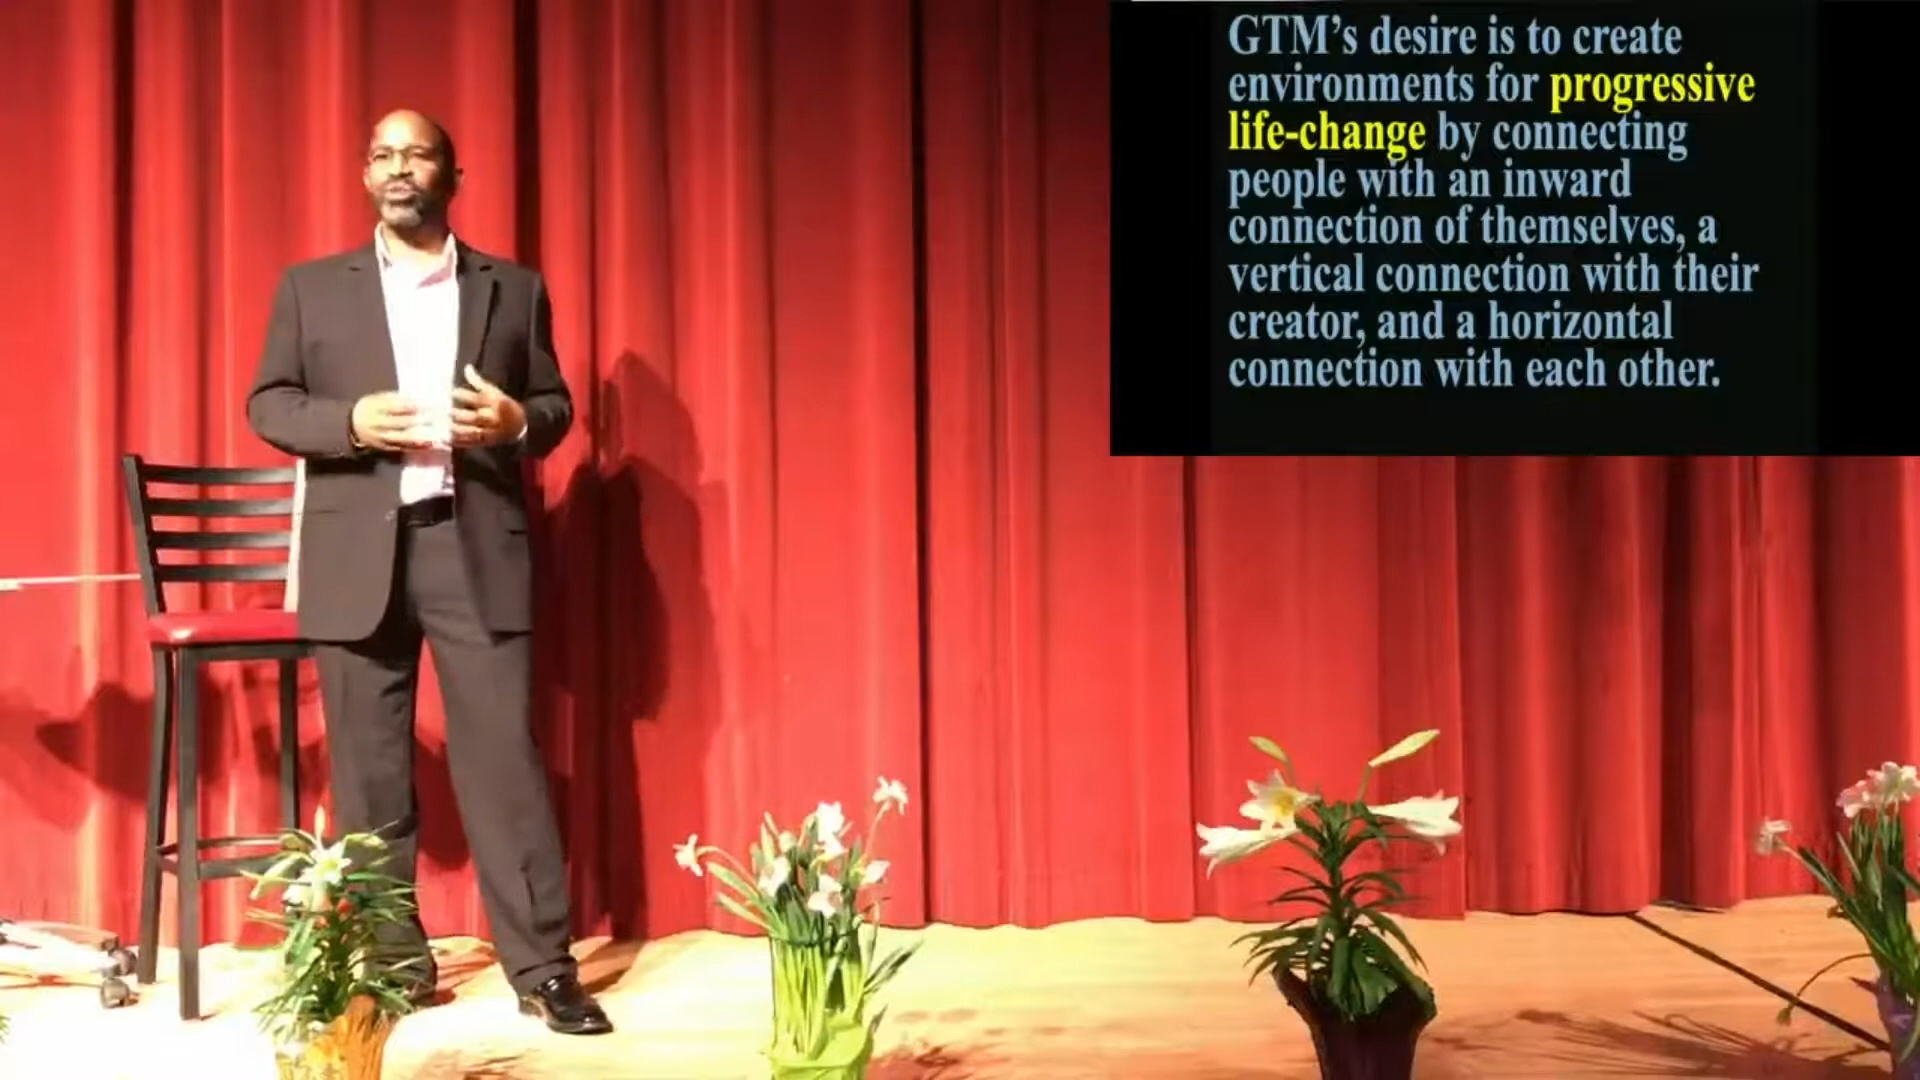 GTM’s desire is to create
environments for progressive
life-change by connecting
people with an inward
connection of themselves, a
vertical connection with their
creator, and a horizontal
connection with each other.